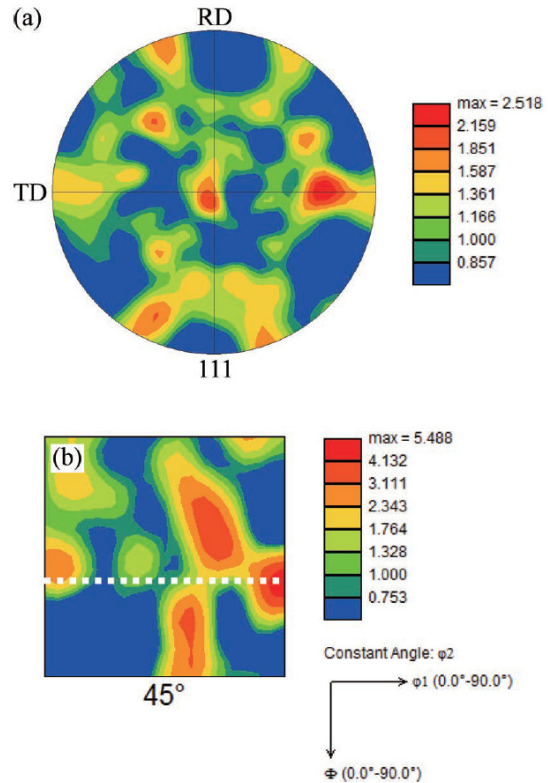 (a)
RD
TD
111
max = 2.518
2.159
1.851
1.587
1.361
1.166
1.000
0.857
(b)
45°
max = 5.488
4.132
3.111
2.343
1.764
1.328
1.000
0.753
Constant Angle: φ2
φ1 (0.0°-90.0°)
Φ (0.0°-90.0°)